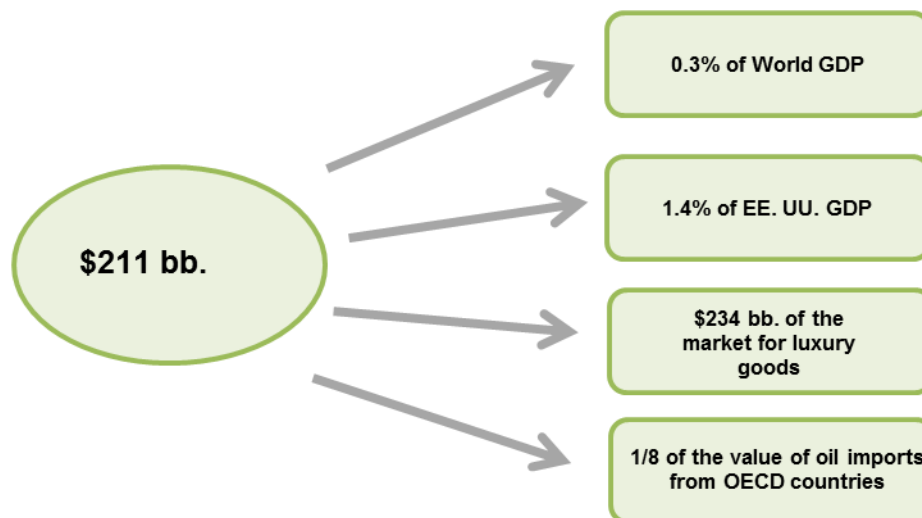 $211 bb.
0.3% of World GDP
1.4% of EE. UU. GDP
$234 bb. of the
market for luxury
goods
1/8 of the value of oil imports
from OECD countries